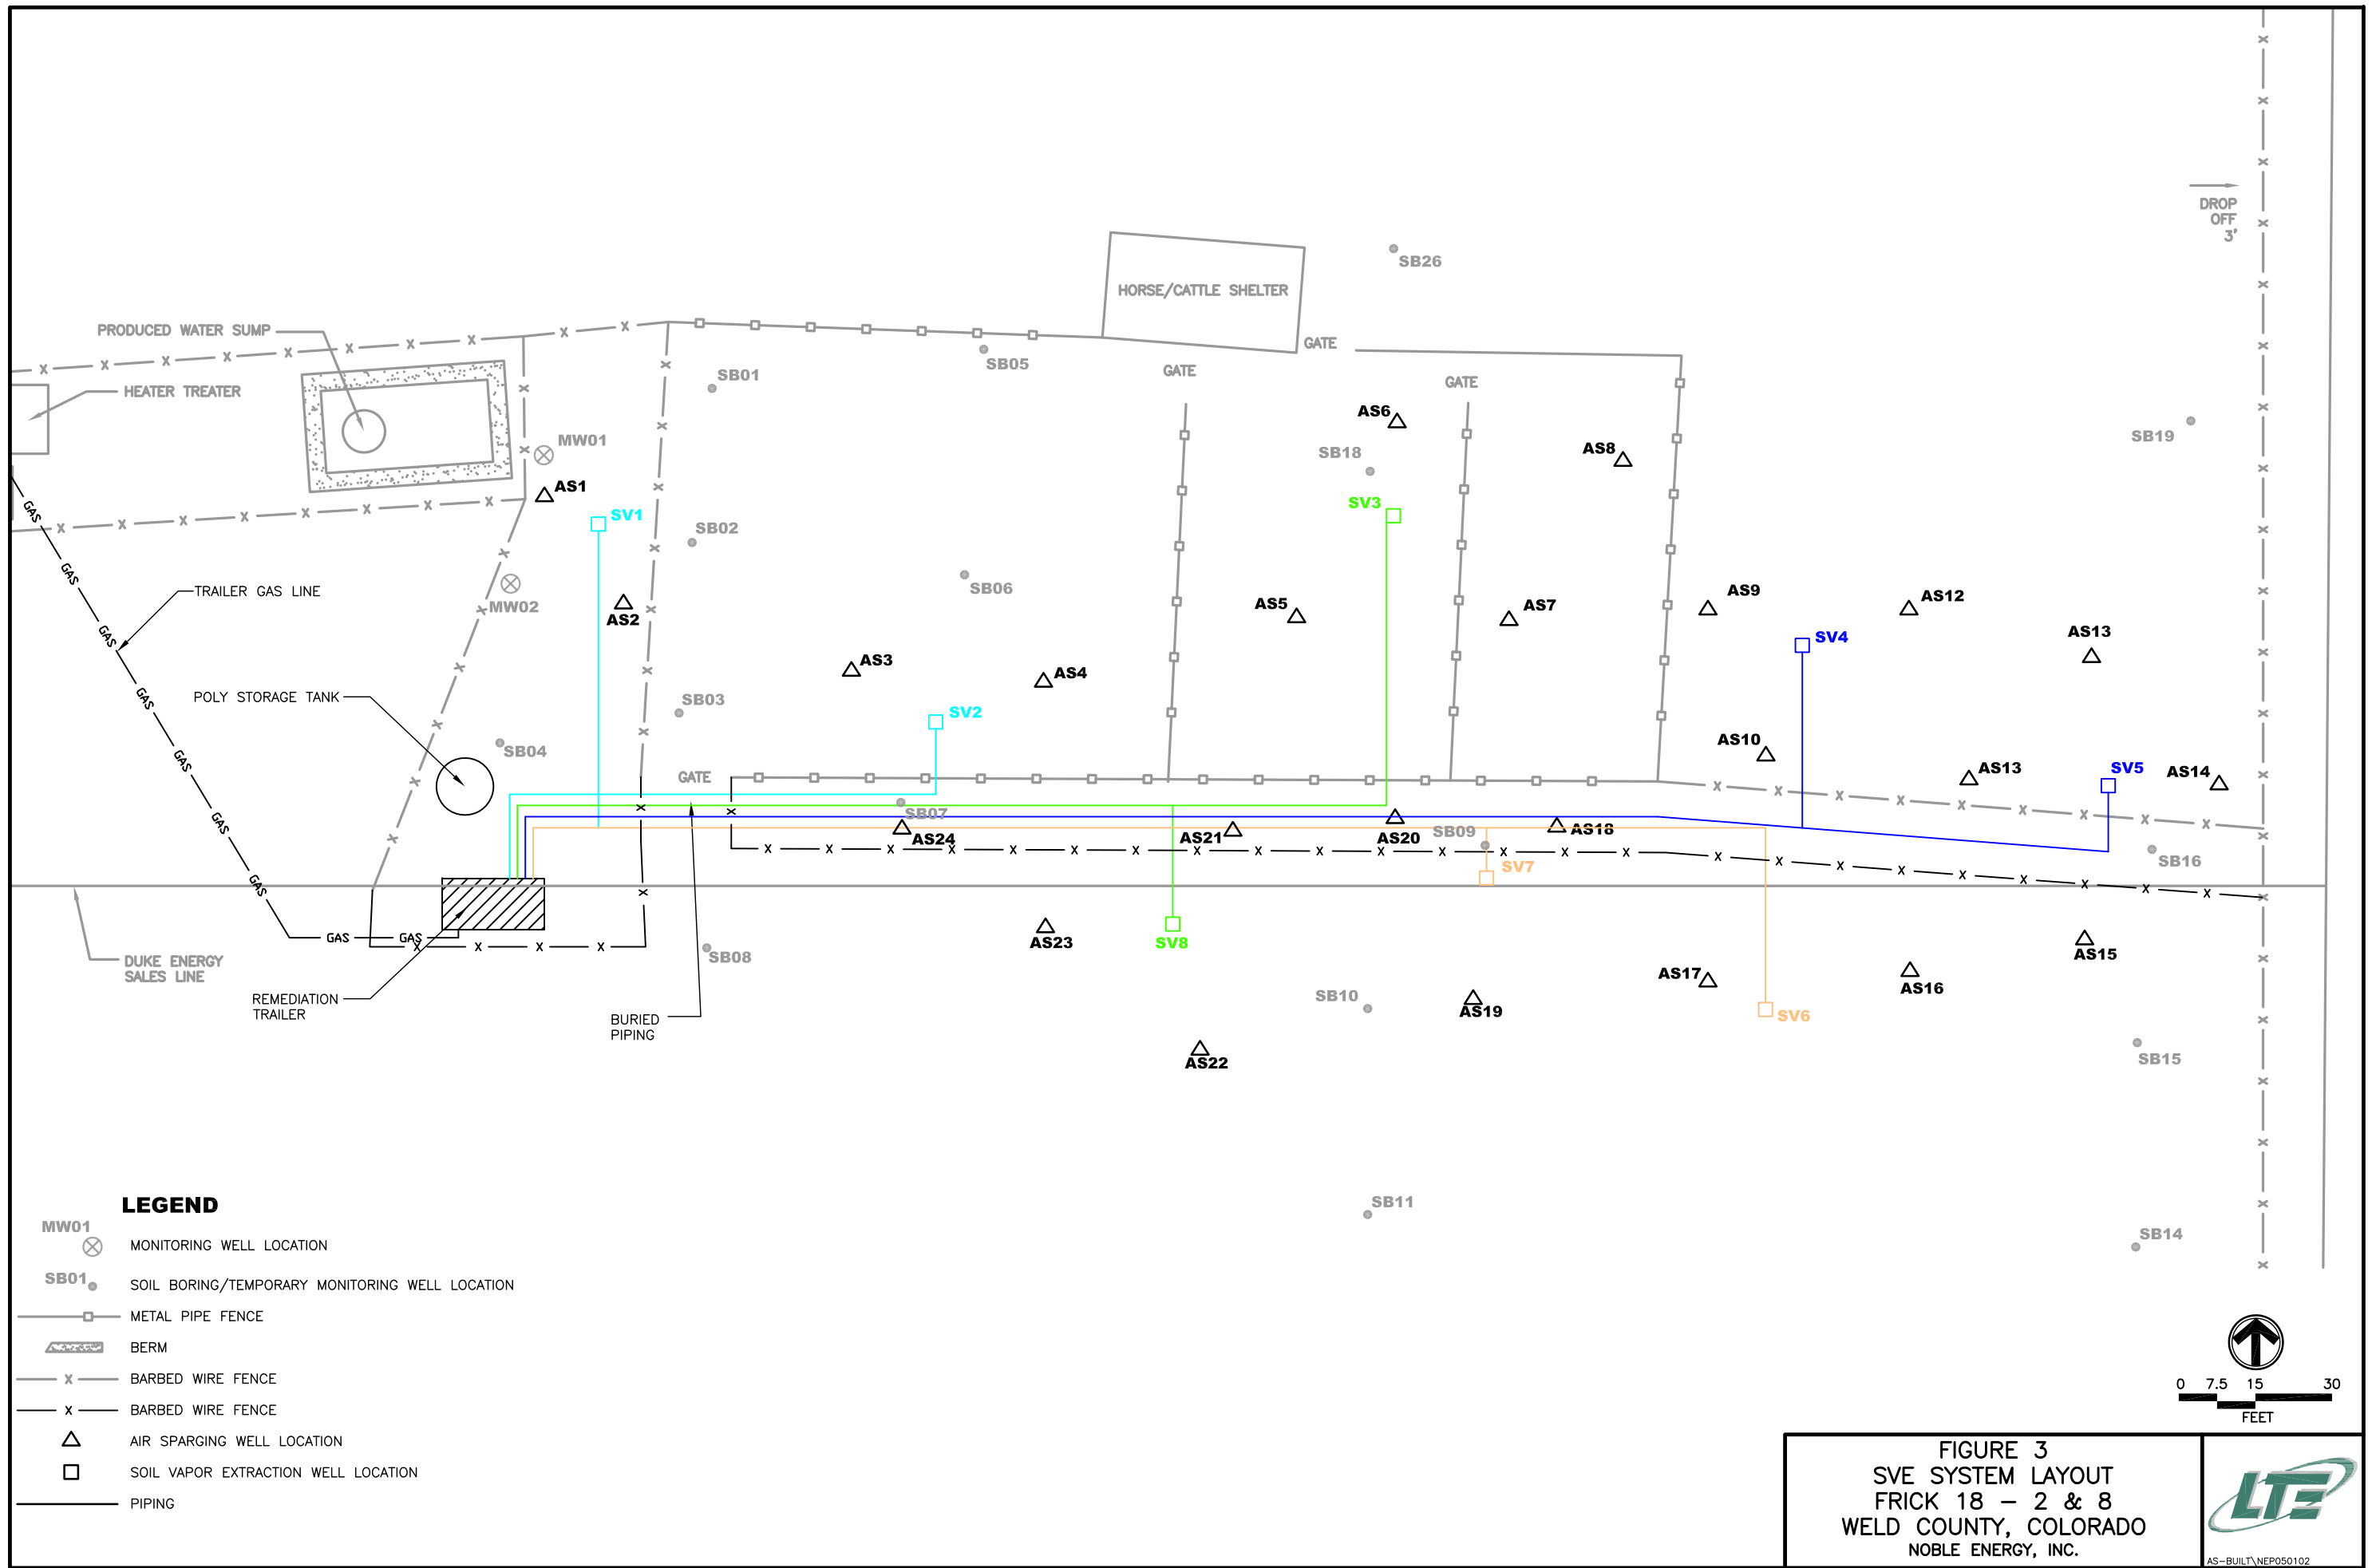 DROP
OFF
3'
SB26
HORSE/CATTLE SHELTER
PRODUCED WATER SUMP
GATE
SB05
GATE
SB01
GATE
HEATER TREATER
AS6
SB19
MW01
SB18
AS8
AS1
SV1
SV3
SB02
GAS
GAS
SB06
TRAILER GAS LINE
MW02
AS2
AS5
AS7
AS9
AS12
AS13
GAS
SV4
AS3
AS4
GAS
POLY STORAGE TANK
SB03
SV2
SB04
AS10
GAS
GATE
AS13
SV5
AS14
GAS
SB07
AS24
AS21
AS20
SB09
AS18
SV7
SB16
GAS
GAS
GAS
AS23
SV8
AS15
DUKE ENERGY
SALES LINE
SB08
AS17
AS16
REMEDIATION
TRAILER
BURIED
PIPING
SB10
AS19
SV6
AS22
SB15
SB11
SB14
LEGEND
MW01
MONITORING WELL LOCATION
SB01
SOIL BORING/TEMPORARY MONITORING WELL LOCATION
METAL PIPE FENCE
BERM
X BARBED WIRE FENCE
X BARBED WIRE FENCE
AIR SPARGING WELL LOCATION
SOIL VAPOR EXTRACTION WELL LOCATION
PIPING
0 7.5 15 30
FEET
FIGURE 3
SVE SYSTEM LAYOUT
FRICK 18 – 2 & 8
WELD COUNTY, COLORADO
NOBLE ENERGY, INC.
LTE
AS-BUILT\NEP050102